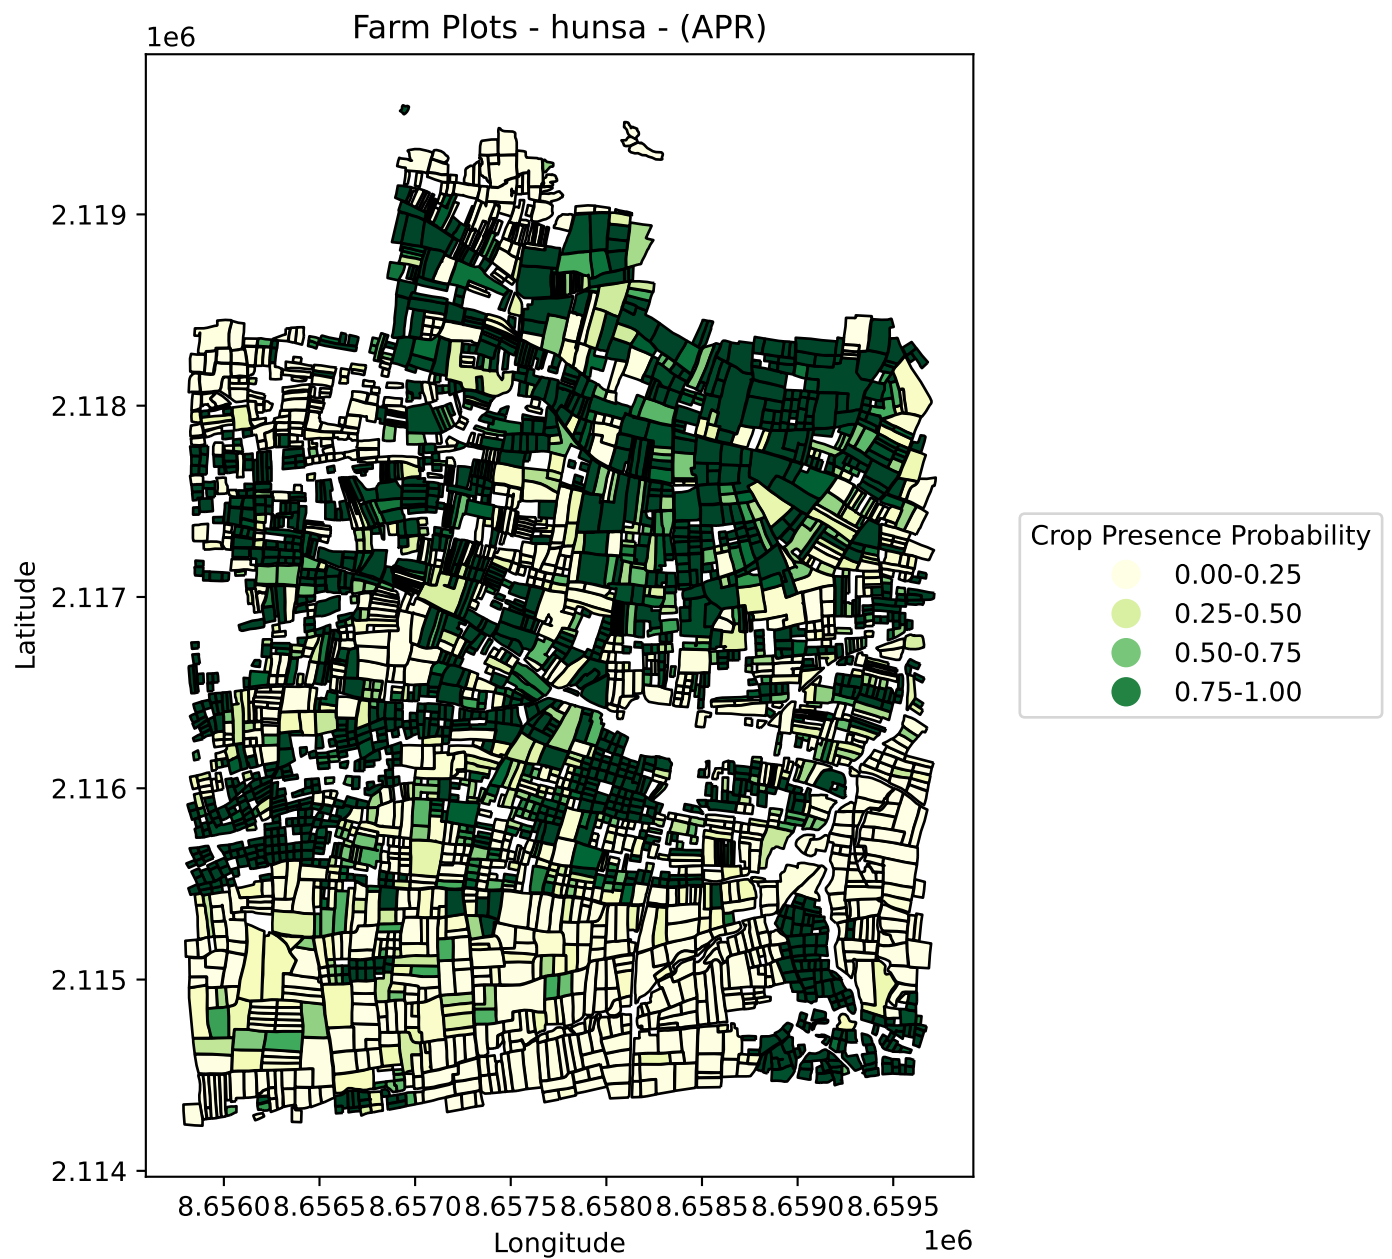 Farm Plots - hunsa - (APR)
1e6
2.119
2.118
2.117
2.116
2.115
2.114
Latitude
8.6560 8.6565 8.6570 8.6575 8.6580 8.6585 8.6590 8.6595
Longitude
1e6
Crop Presence Probability
0.00-0.25
0.25-0.50
0.50-0.75
0.75-1.00